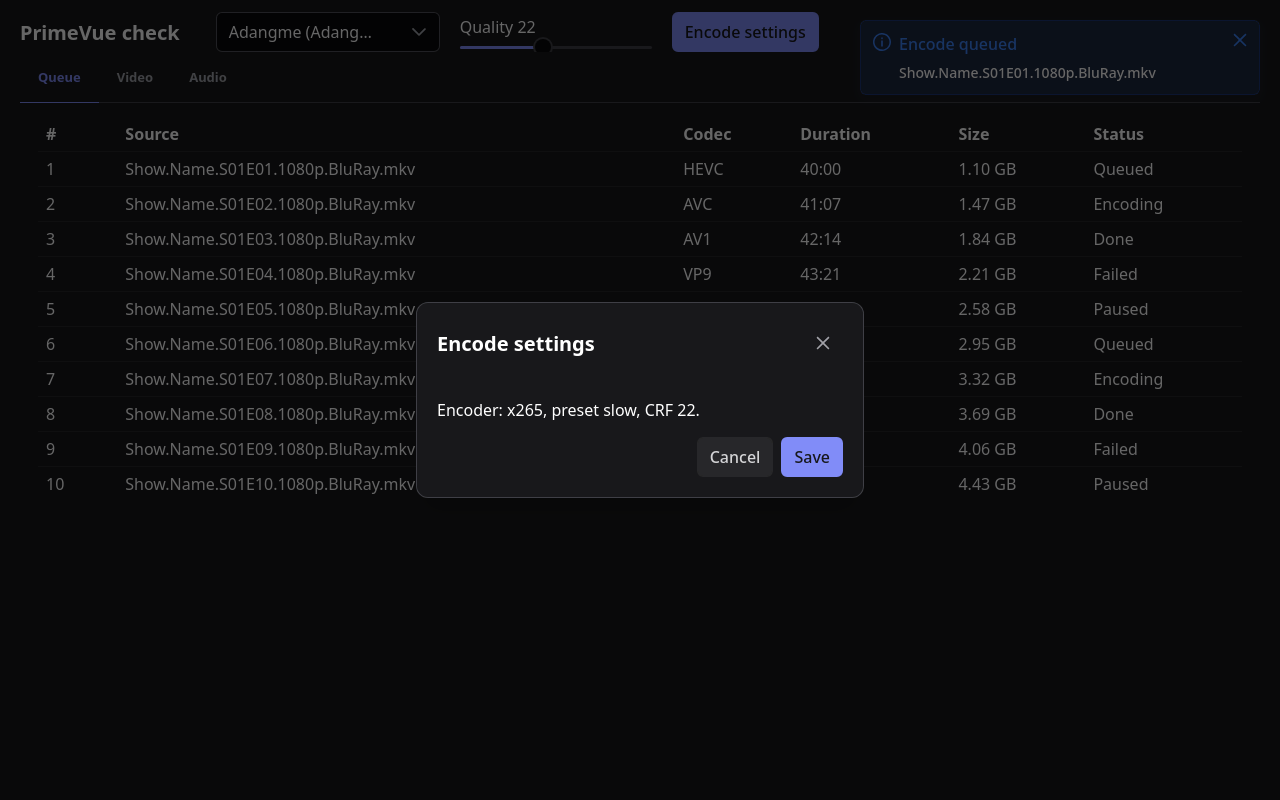 PrimeVue check
Adangme (Adang...
Quality 22
Encode settings
Encode queued
Show.Name.S01E01.1080p.BluRay.mkv
Queue Video Audio
# Source Codec Duration Size Status
1 Show.Name.S01E01.1080p.BluRay.mkv HEVC 40:00 1.10 GB Queued
2 Show.Name.S01E02.1080p.BluRay.mkv AVC 41:07 1.47 GB Encoding
3 Show.Name.S01E03.1080p.BluRay.mkv AV1 42:14 1.84 GB Done
4 Show.Name.S01E04.1080p.BluRay.mkv VP9 43:21 2.21 GB Failed
5 Show.Name.S01E05.1080p.BluRay.mkv 2.58 GB Paused
6 Show.Name.S01E06.1080p.BluRay.mkv 2.95 GB Queued
7 Show.Name.S01E07.1080p.BluRay.mkv 3.32 GB Encoding
8 Show.Name.S01E08.1080p.BluRay.mkv 3.69 GB Done
9 Show.Name.S01E09.1080p.BluRay.mkv 4.06 GB Failed
10 Show.Name.S01E10.1080p.BluRay.mkv 4.43 GB Paused
Encode settings
Encoder: x265, preset slow, CRF 22.
Cancel Save